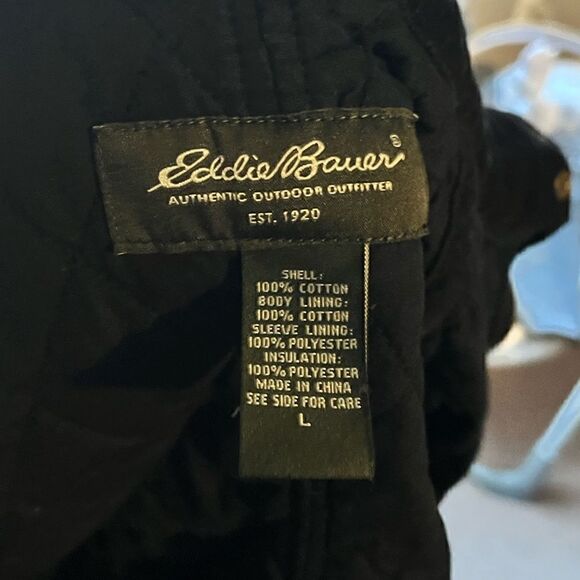 Eddie Bauer®
AUTHENTIC OUTDOOR OUTFITTER
EST. 1920
SHELL:
100% COTTON
BODY LINING:
100% COTTON
SLEEVE LINING:
100% POLYESTER
INSULATION:
100% POLYESTER
MADE IN CHINA
SEE SIDE FOR CARE
L